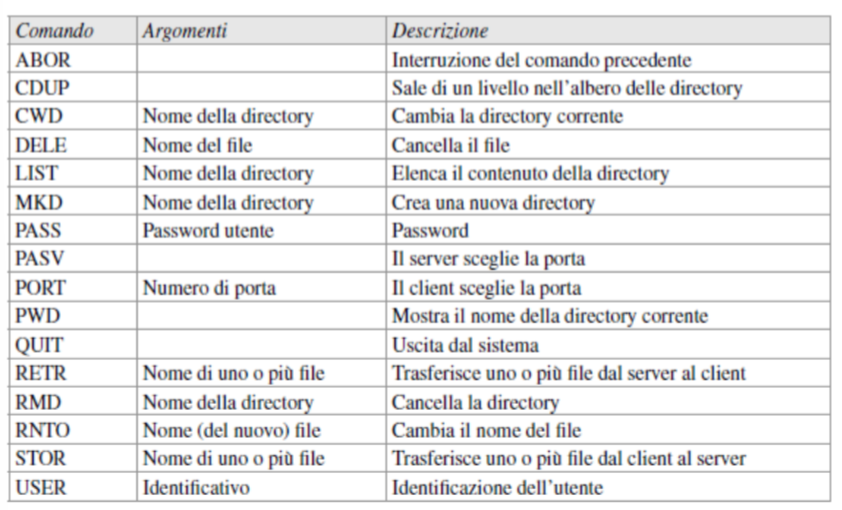 Comando Argomenti Descrizione
ABOR Interruzione del comando precedente
CDUP Sale di un livello nell'albero delle directory
CWD Nome della directory Cambia la directory corrente
DELE Nome del file Cancella il file
LIST Nome della directory Elenca il contenuto della directory
MKD Nome della directory Crea una nuova directory
PASS Password utente Password
PASV Il server sceglie la porta
PORT Numero di porta Il client sceglie la porta
PWD Mostra il nome della directory corrente
QUIT Uscita dal sistema
RETR Nome di uno o più file Trasferisce uno o più file dal server al client
RMD Nome della directory Cancella la directory
RNTO Nome (del nuovo) file Cambia il nome del file
STOR Nome di uno o più file Trasferisce uno o più file dal client al server
USER Identificativo Identificazione dell'utente